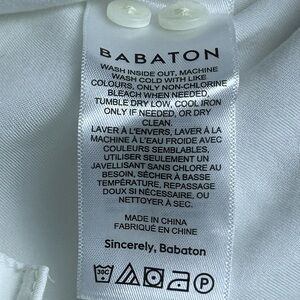 BABATON
WASH INSIDE OUT, MACHINE
WASH COLD WITH LIKE
COLOURS, ONLY NON-CHLORINE
BLEACH WHEN NEEDED,
TUMBLE DRY LOW, COOL IRON
ONLY IF NEEDED, OR DRY
CLEAN.
LAVER À L'ENVERS, LAVER À LA
MACHINE À L'EAU FROIDE AVEC
COULEURS SEMBLABLES,
UTILISER SEULEMENT UN
JAVELLISANT SANS CHLORE AU
BESOIN, SÉCHER À BASSE
TEMPÉRATURE, REPASSAGE
DOUX SI NÉCESSAIRE, OU
NETTOYER À SEC.
MADE IN CHINA
FABRIQUÉ EN CHINE
Sincerely, Babaton
30C P